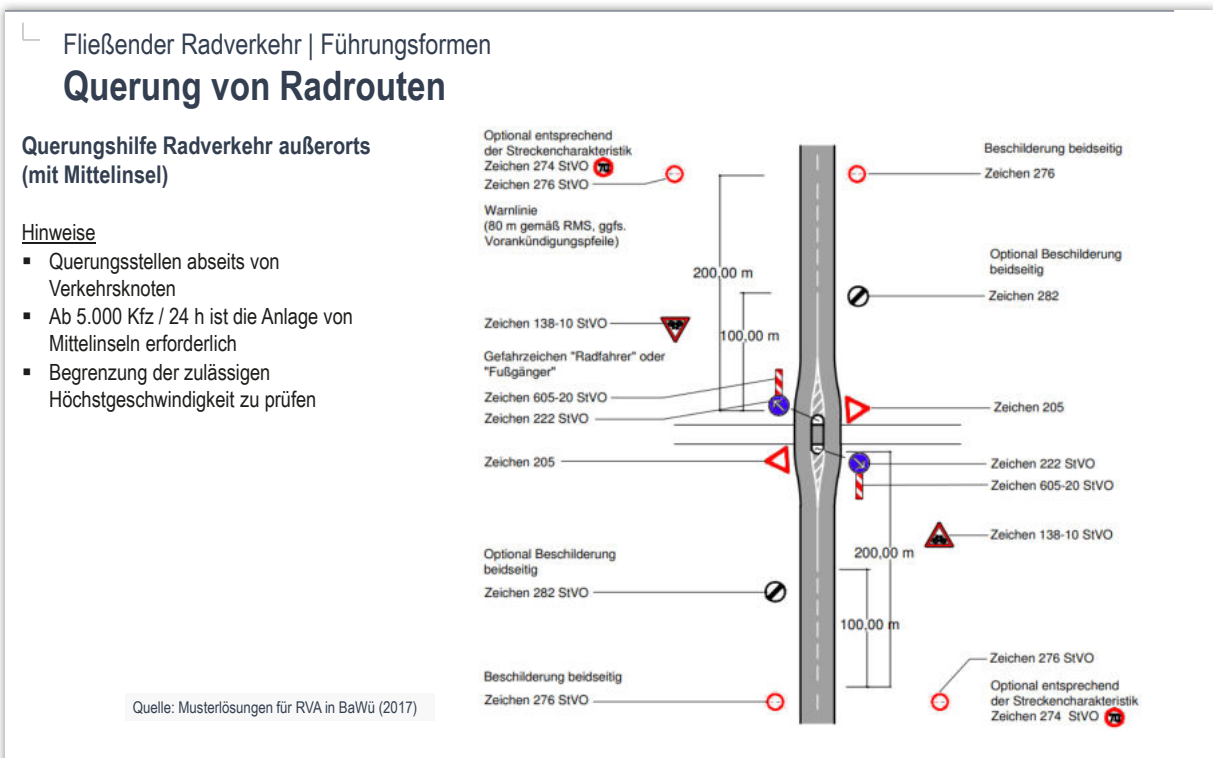 Fließender Radverkehr | Führungsformen
Querung von Radrouten
Querungshilfe Radverkehr außerorts
(mit Mittelinsel)
Hinweise
▪ Querungsstellen abseits von
Verkehrsknoten
▪ Ab 5.000 Kfz / 24 h ist die Anlage von
Mittelinseln erforderlich
▪ Begrenzung der zulässigen
Höchstgeschwindigkeit zu prüfen
Quelle: Musterlösungen für RVA in BaWü (2017)
Optional entsprechend
der Streckencharakteristik
Zeichen 274 StVO 70
Zeichen 276 StVO
Warnlinie
(80 m gemäß RMS, ggfs.
Vorankündigungspfeile)
200,00 m
100,00 m
Zeichen 138-10 StVO
Gefahrzeichen "Radfahrer" oder
"Fußgänger"
Zeichen 605-20 StVO
Zeichen 222 StVO
Zeichen 205
Optional Beschilderung
beidseitig
Zeichen 282 StVO
Beschilderung beidseitig
Zeichen 276 StVO
Beschilderung beidseitig
Zeichen 276
Optional Beschilderung
beidseitig
Zeichen 282
Zeichen 205
Zeichen 222 StVO
Zeichen 605-20 StVO
Zeichen 138-10 StVO
200,00 m
100,00 m
Zeichen 276 StVO
Optional entsprechend
der Streckencharakteristik
Zeichen 274 StVO 70